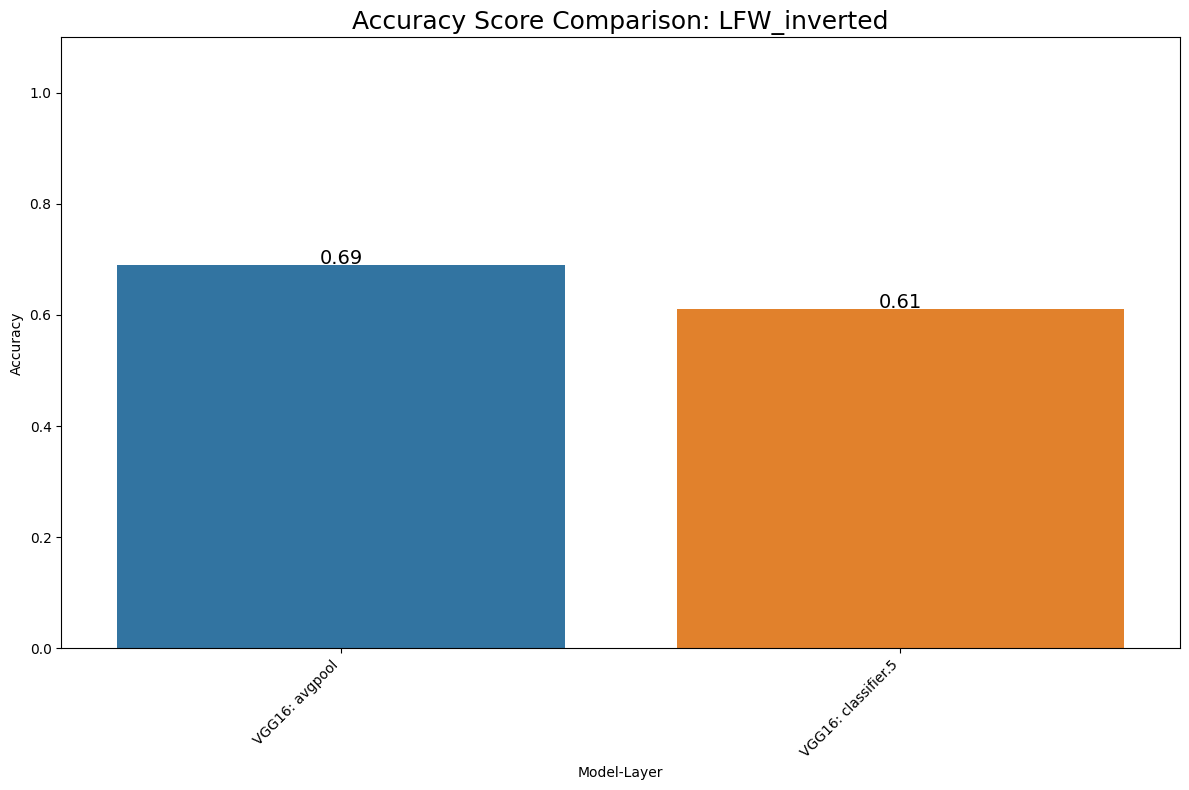 Accuracy Score Comparison: LFW_inverted
1.0
0.8
0.69
0.61
0.6
Accuracy
0.4
0.2
0.0
VGG16: avgpool
VGG16: classifier.5
Model-Layer